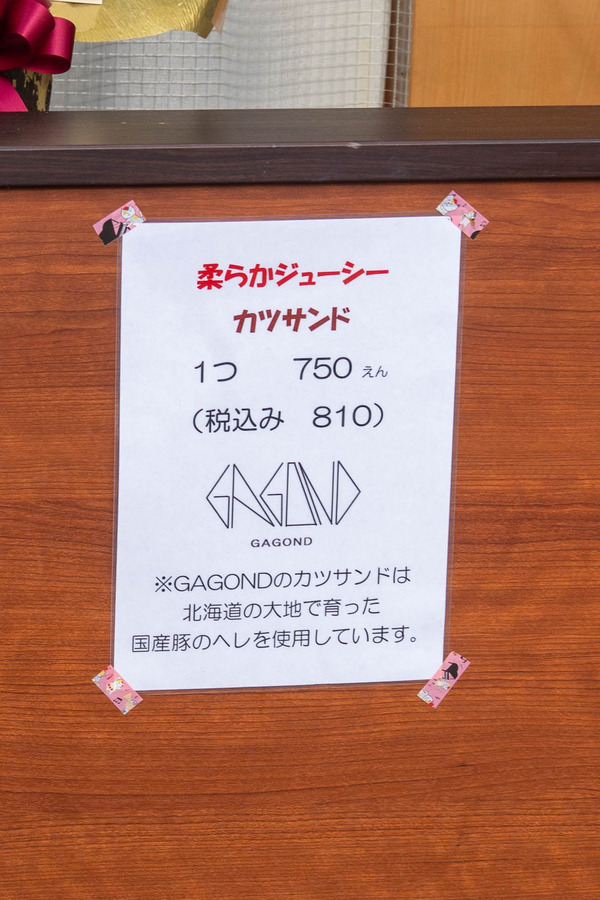 柔らかジューシー
カツサンド
1つ　750 えん
（税込み　810）
GAGOND
GAGOND
※GAGONDのカツサンドは
北海道の大地で育った
国産豚のヘレを使用しています。